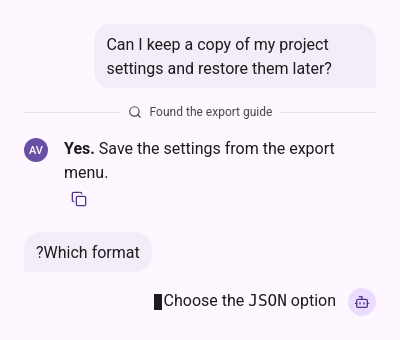 Can I keep a copy of my project
settings and restore them later?
Found the export guide
AV
Yes. Save the settings from the export
menu.
?Which format
Choose the JSON option